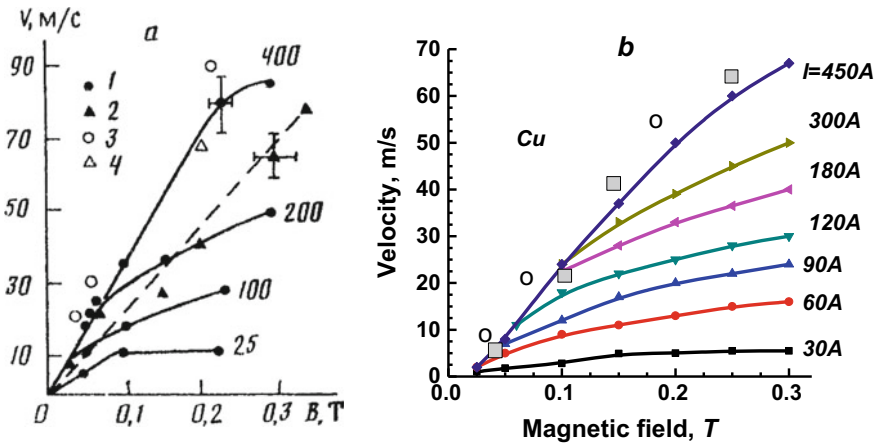 V, м/с
a
90
70
50
30
10
0
0,1
0,2
0,3
B, T
1
2
3
4
400
200
100
25
b
Cu
Velocity, m/s
70
60
50
40
30
20
10
0.0
0.1
0.2
0.3
Magnetic field, T
I=450A
300A
180A
120A
90A
60A
30A